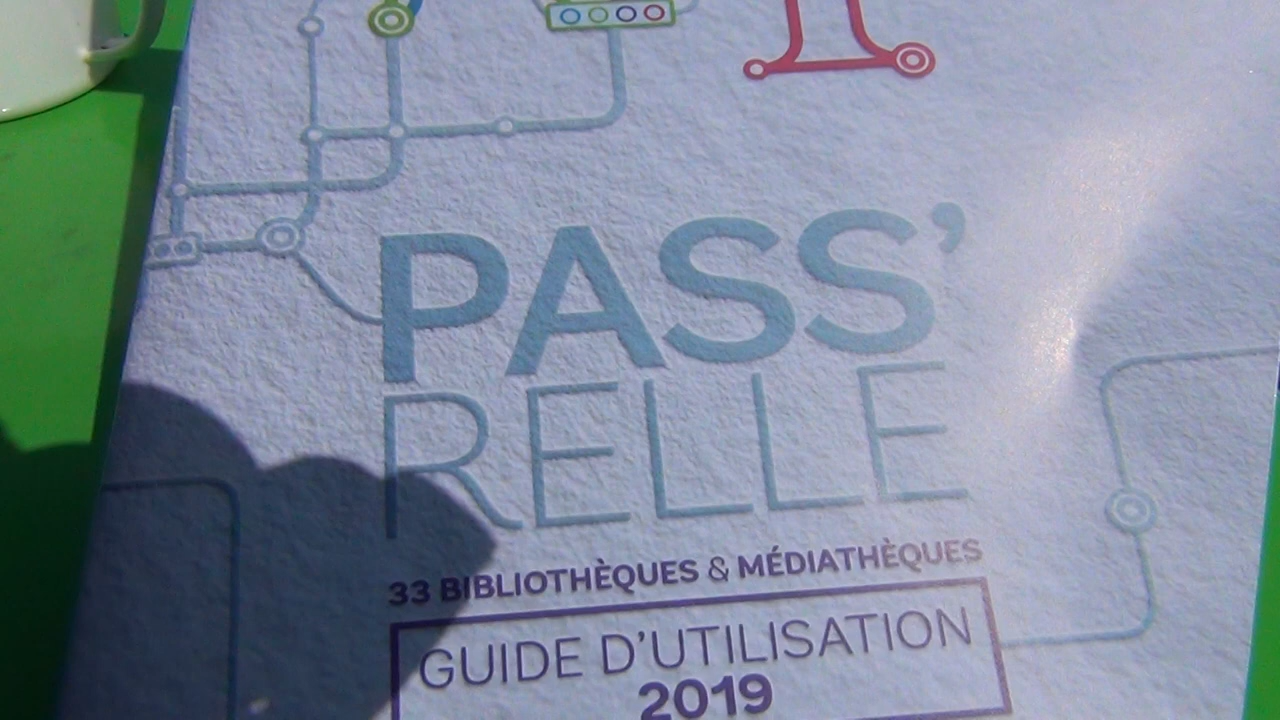 PASS'
RELLE
33 BIBLIOTHÈQUES & MÉDIATHÈQUES
GUIDE D'UTILISATION
2019